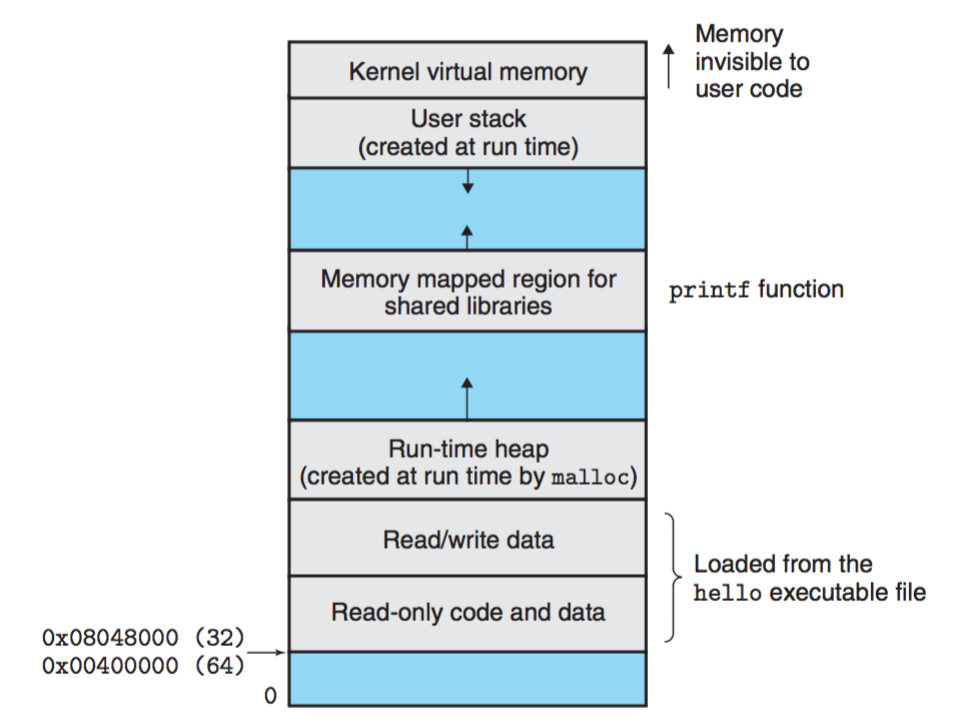 Memory
invisible to
user code
Kernel virtual memory
User stack
(created at run time)
Memory mapped region for
shared libraries
printf function
Run-time heap
(created at run time by malloc)
Read/write data
Loaded from the
hello executable file
Read-only code and data
0x08048000 (32)
0x00400000 (64)
0